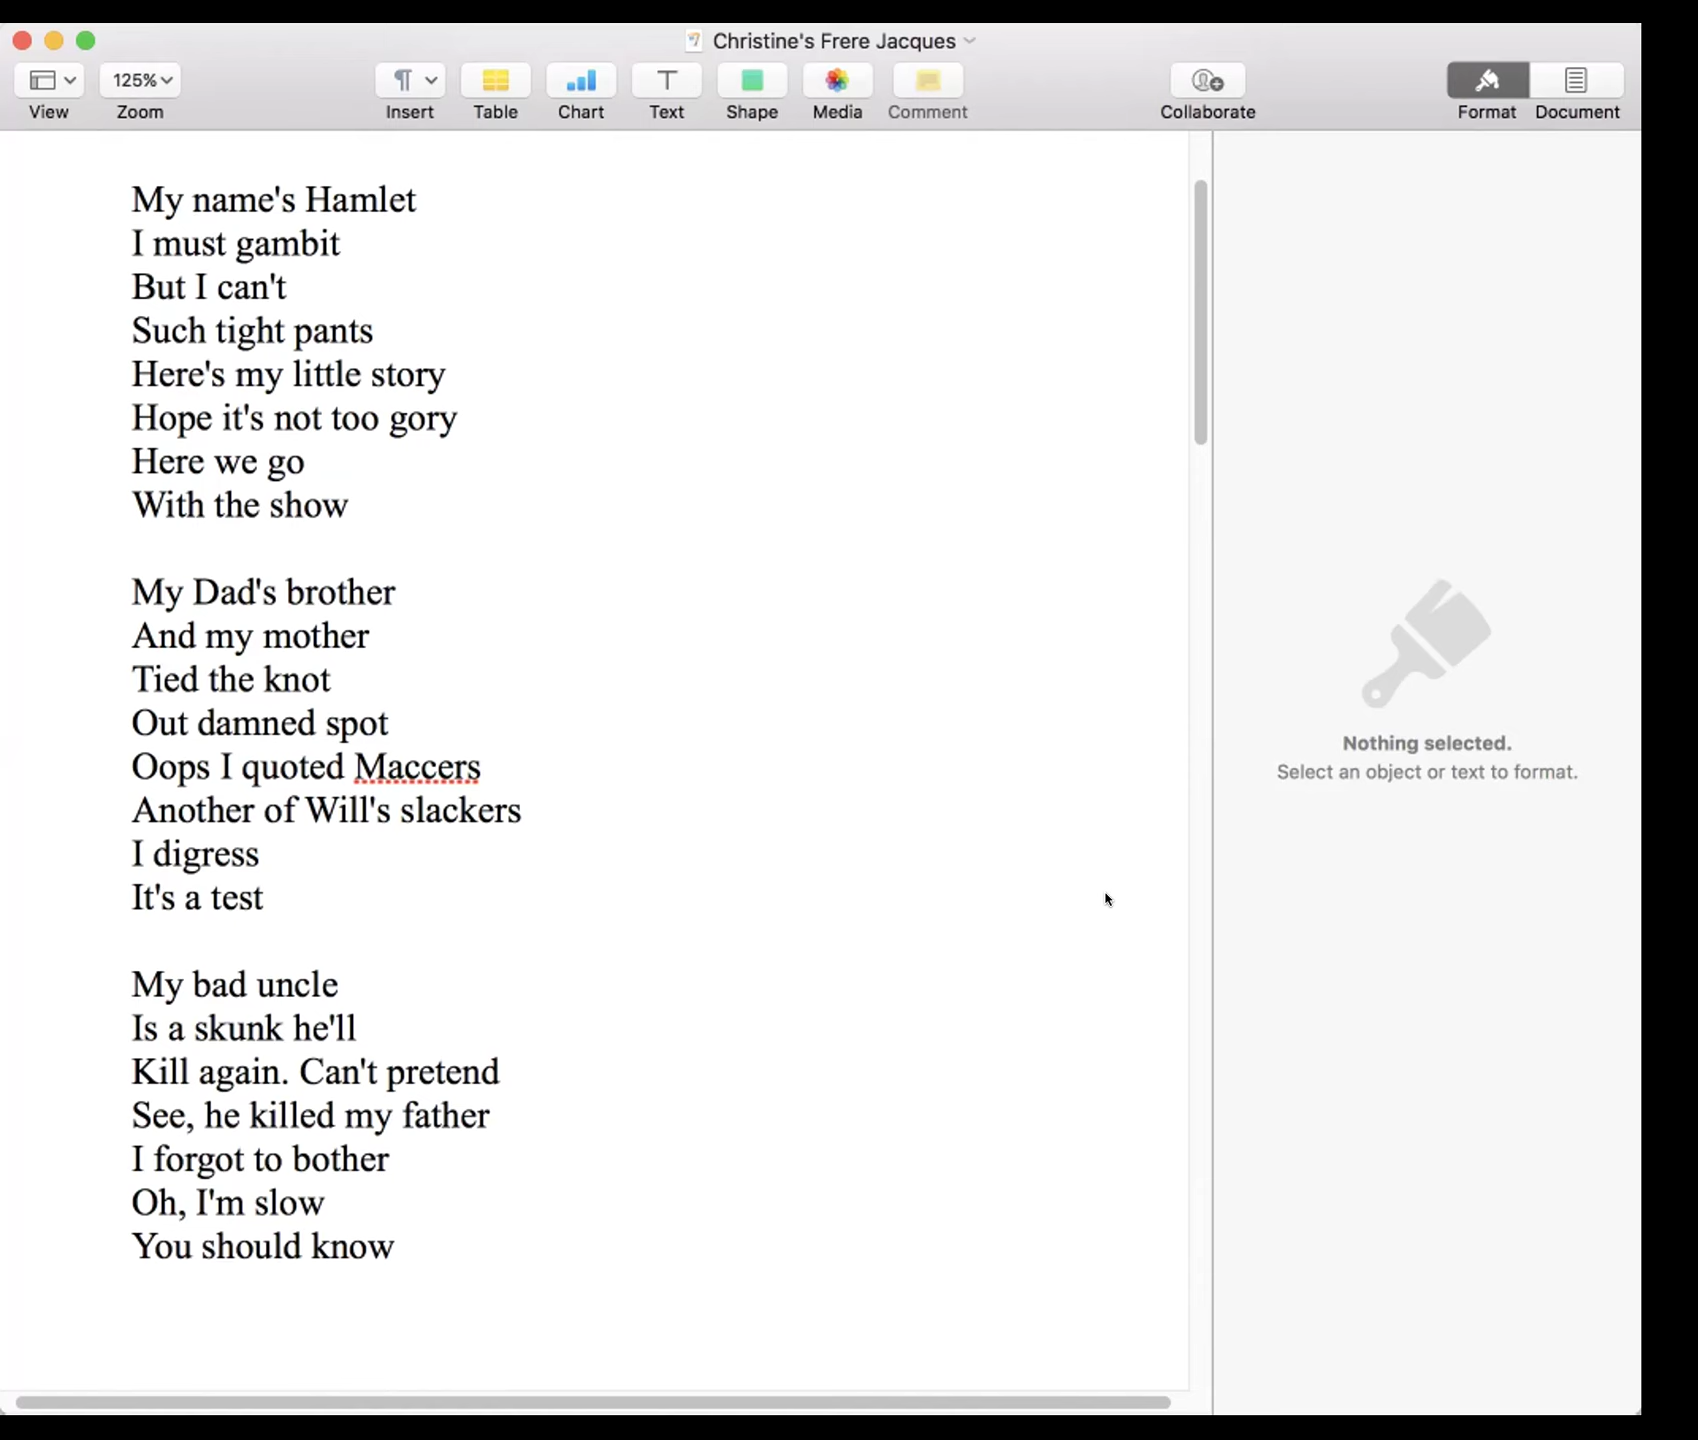 Christine's Frere Jacques
125%
View
Zoom
Insert
Table
Chart
Text
Shape
Media
Comment
Collaborate
Format
Document
My name's Hamlet
I must gambit
But I can't
Such tight pants
Here's my little story
Hope it's not too gory
Here we go
With the show
My Dad's brother
And my mother
Tied the knot
Out damned spot
Oops I quoted Maccers
Another of Will's slackers
I digress
It's a test
My bad uncle
Is a skunk he'll
Kill again. Can't pretend
See, he killed my father
I forgot to bother
Oh, I'm slow
You should know
Nothing selected.
Select an object or text to format.